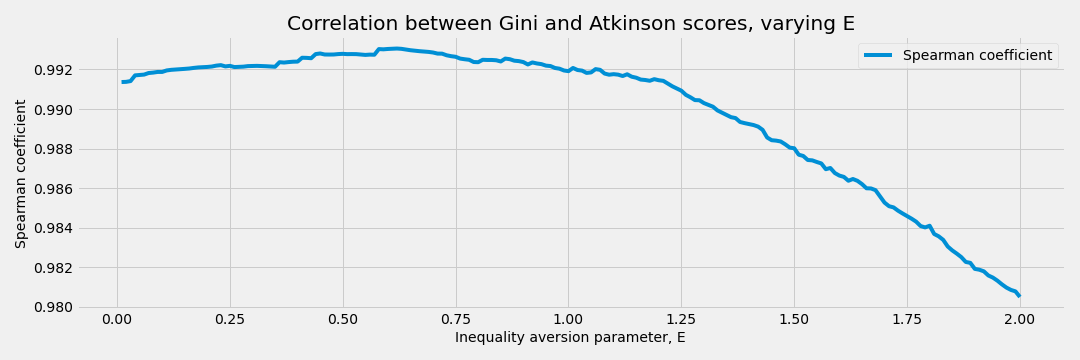 Correlation between Gini and Atkinson scores, varying E
Spearman coefficient
Spearman coefficient
0.992
0.990
0.988
0.986
0.984
0.982
0.980
0.00 0.25 0.50 0.75 1.00 1.25 1.50 1.75 2.00
Inequality aversion parameter, E